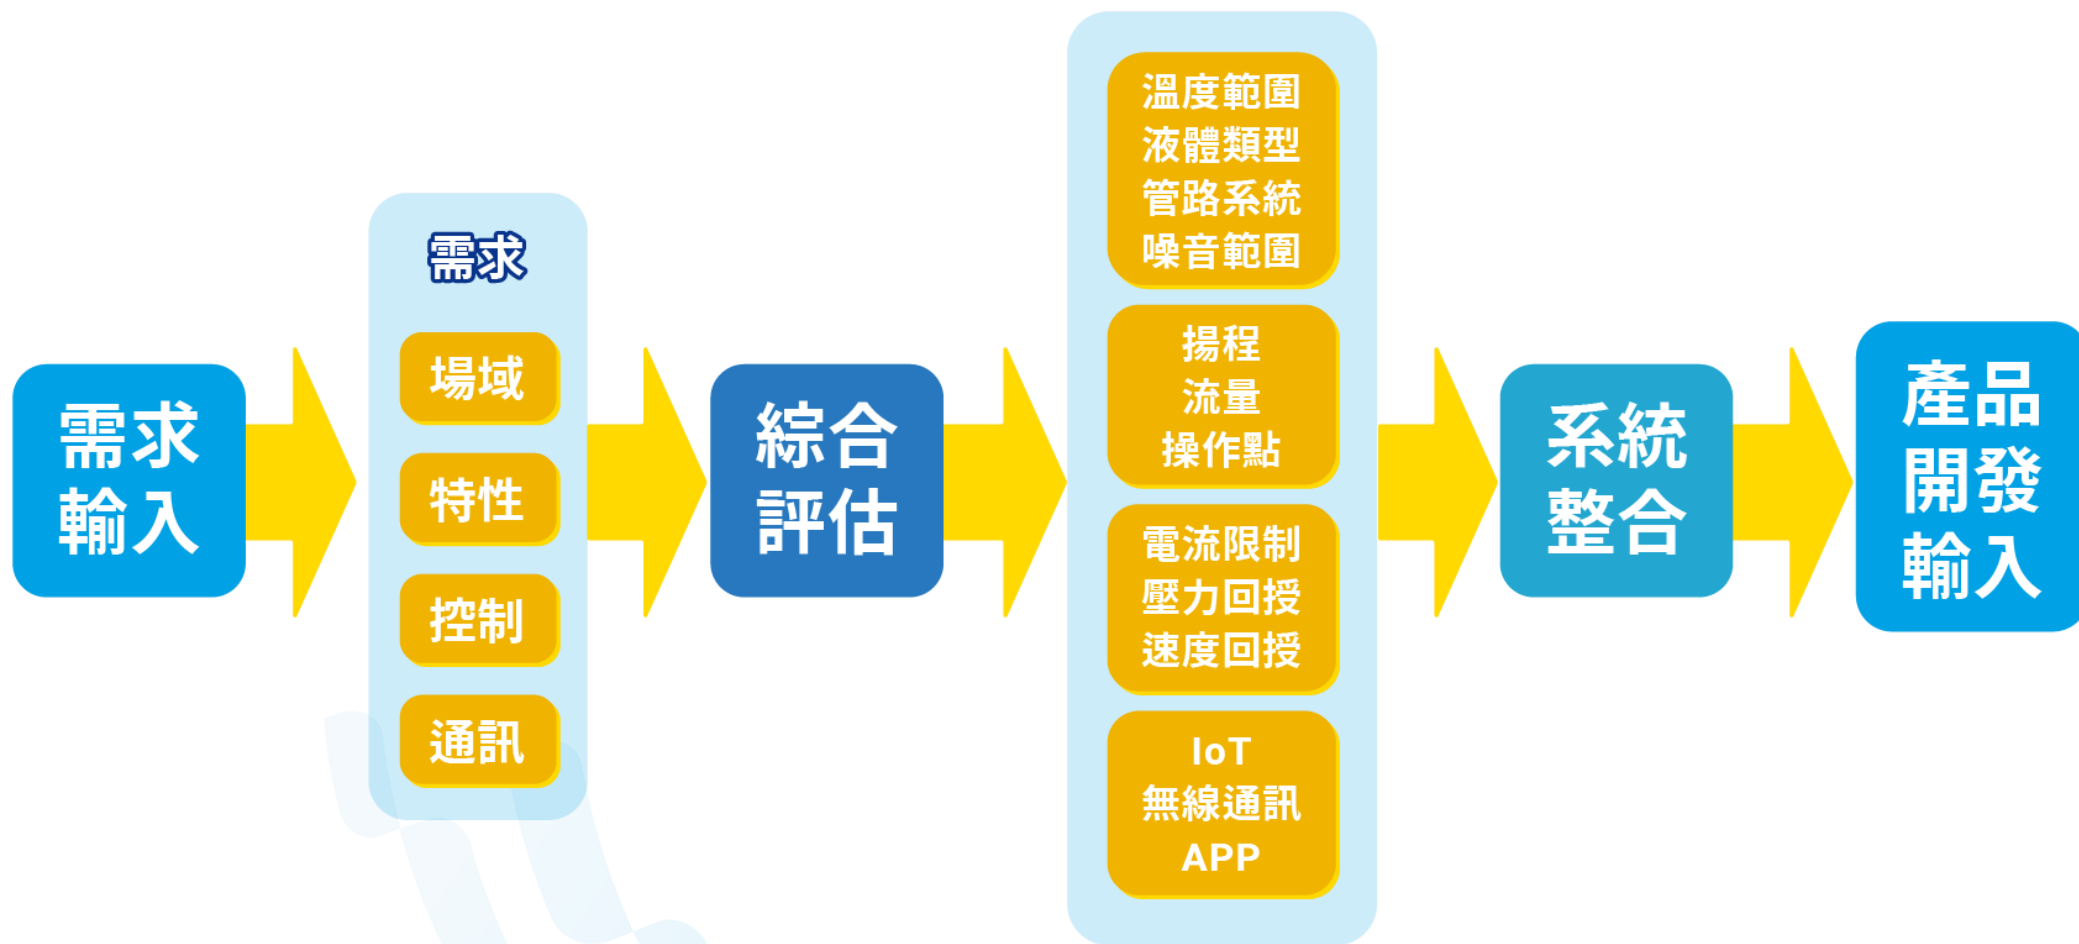 需求
輸入
需求
場域
特性
控制
通訊
綜合
評估
溫度範圍
液體類型
管路系統
噪音範圍
揚程
流量
操作點
電流限制
壓力回授
速度回授
IoT
無線通訊
APP
系統
整合
產品
開發
輸入